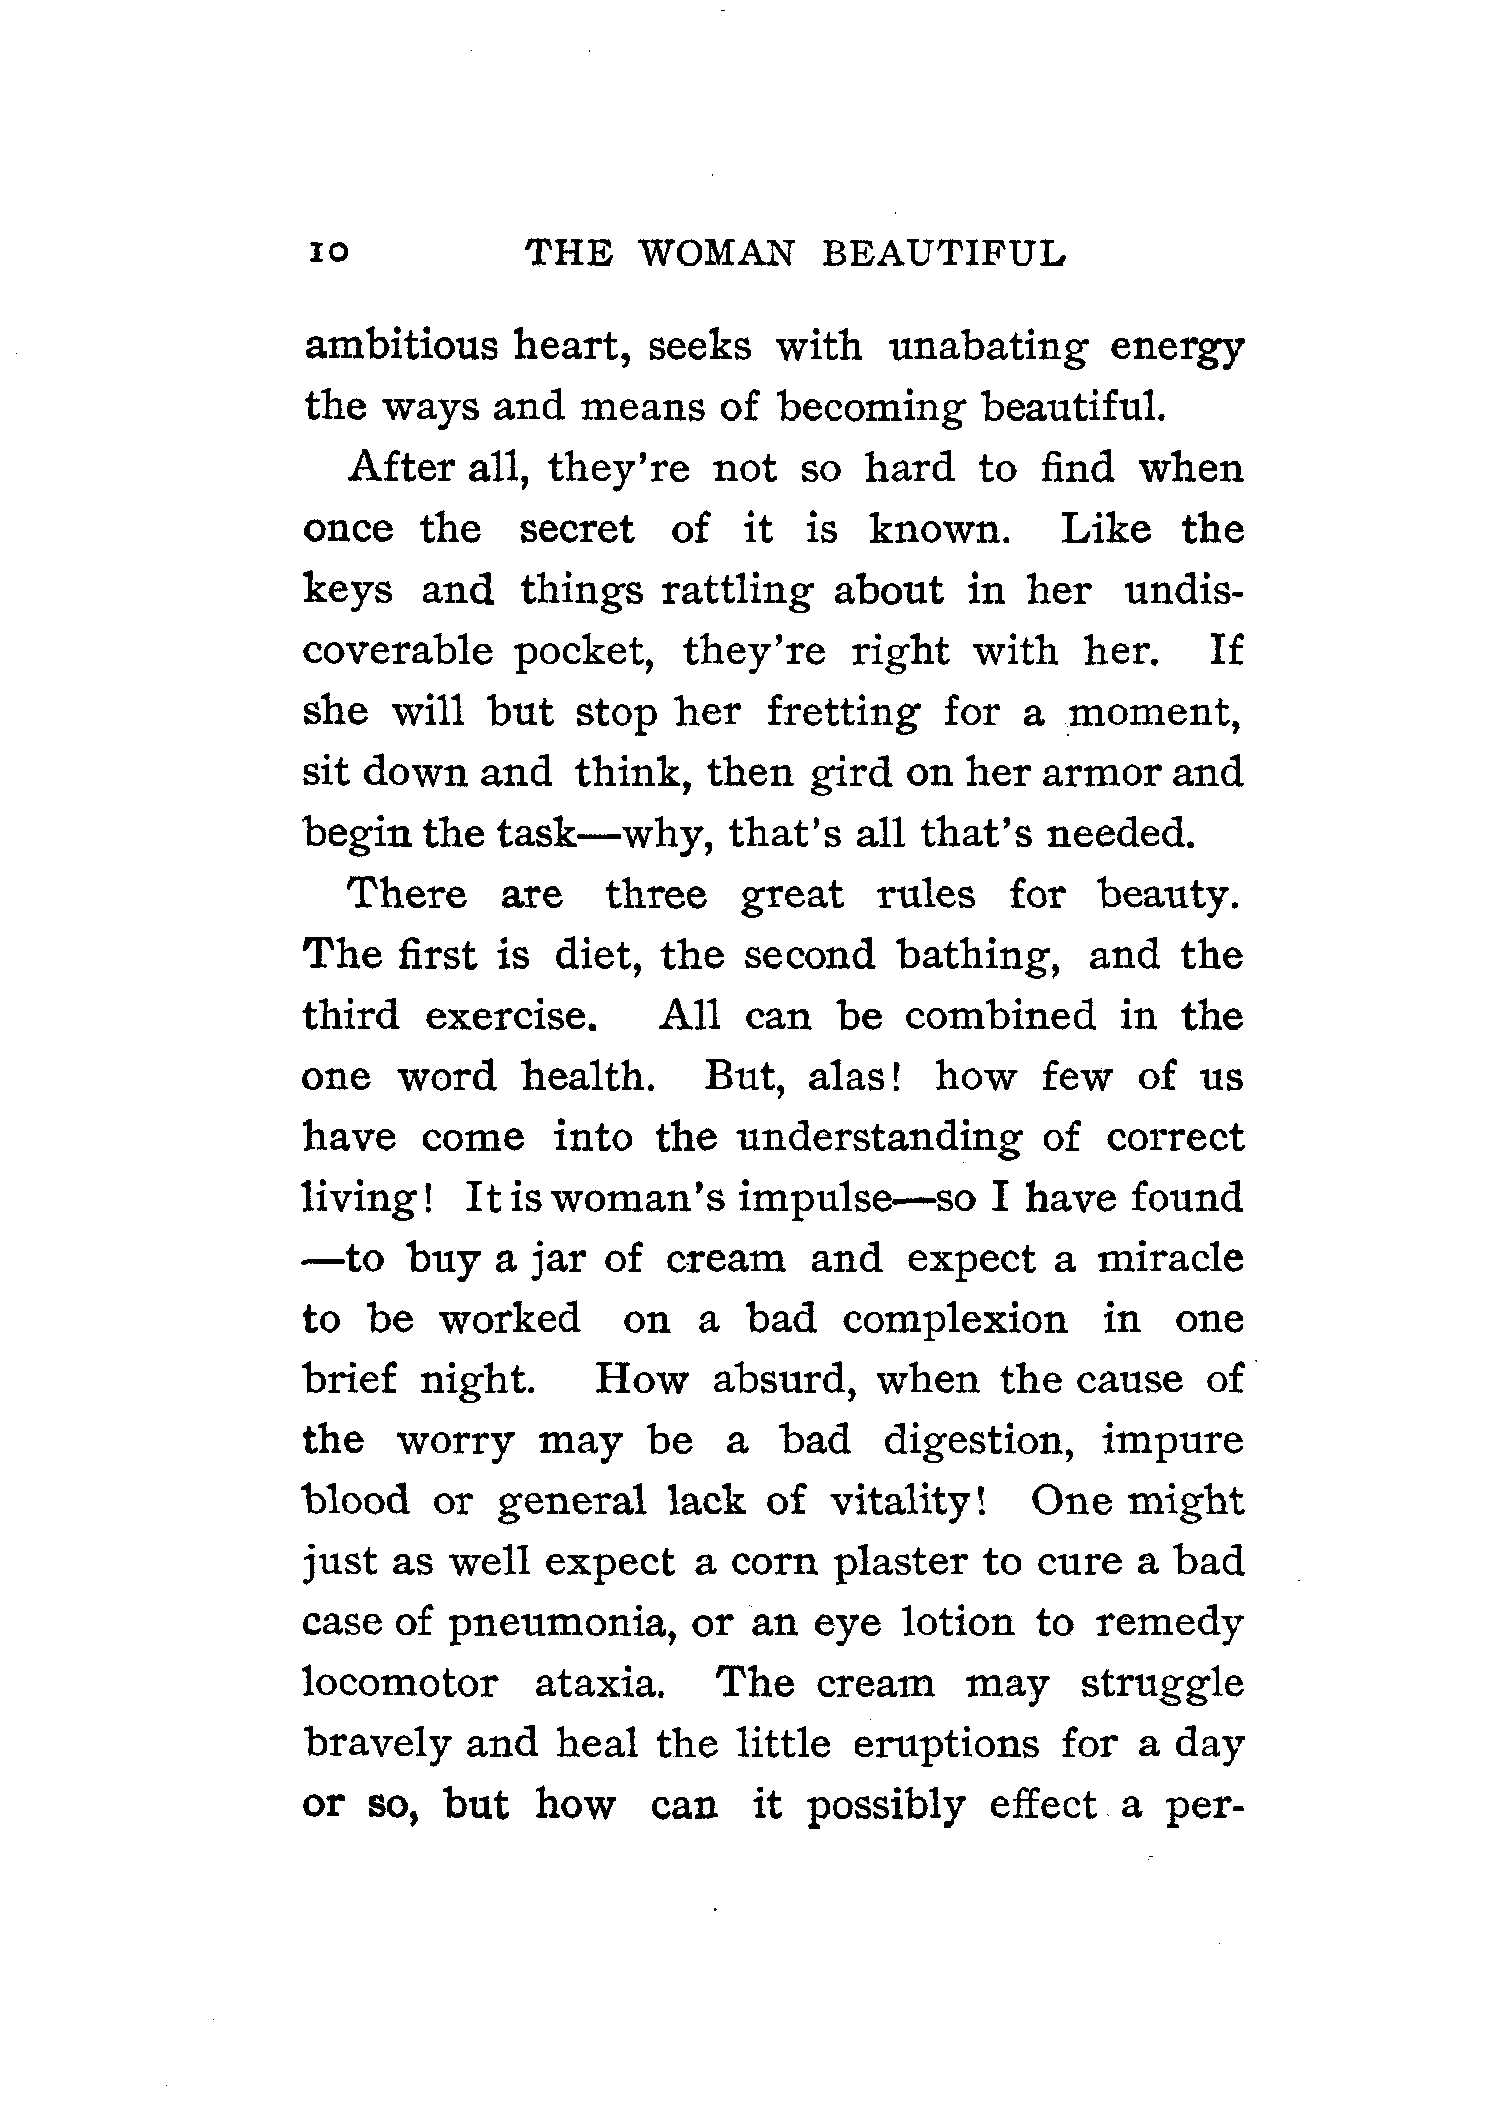 10 THE WOMAN BEAUTIFUL
ambitious heart, seeks with unabating energy
the ways and means of becoming beautiful.
After all, they're not so hard to find when
once the secret of it is known. Like the
keys and things rattling about in her undis-
coverable pocket, they're right with her. If
she will but stop her fretting for a moment,
sit down and think, then gird on her armor and
begin the task—why, that's all that's needed.
There are three great rules for beauty.
The first is diet, the second bathing, and the
third exercise. All can be combined in the
one word health. But, alas! how few of us
have come into the understanding of correct
living! It is woman's impulse—so I have found
—to buy a jar of cream and expect a miracle
to be worked on a bad complexion in one
brief night. How absurd, when the cause of
the worry may be a bad digestion, impure
blood or general lack of vitality! One might
just as well expect a corn plaster to cure a bad
case of pneumonia, or an eye lotion to remedy
locomotor ataxia. The cream may struggle
bravely and heal the little eruptions for a day
or so, but how can it possibly effect a per-